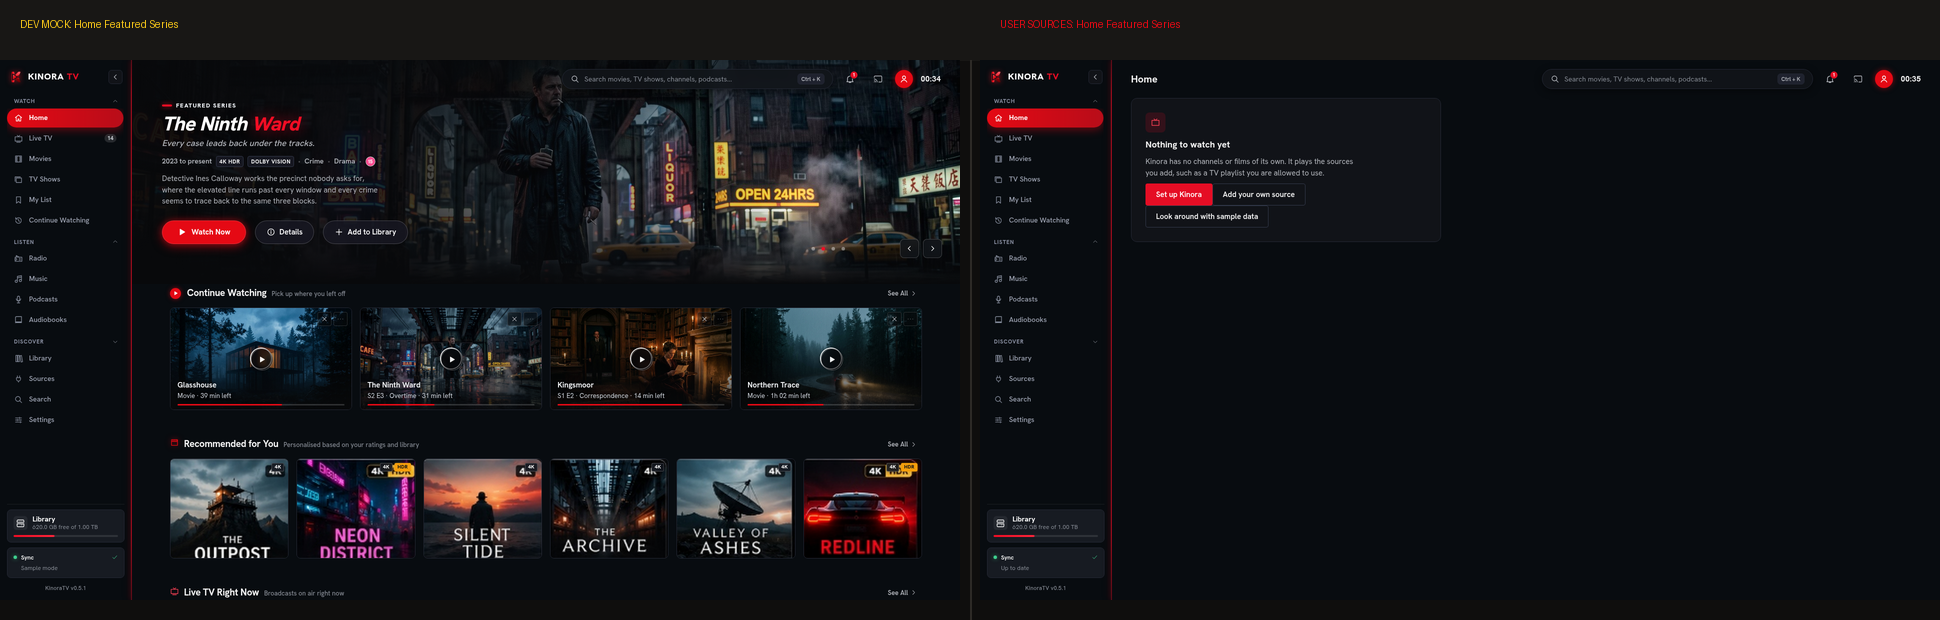 DEV MOCK: Home Featured Series
USER SOURCES: Home Featured Series
KINORA TV
WATCH
Home
Live TV
14
Movies
TV Shows
My List
Continue Watching
LISTEN
Radio
Music
Podcasts
Audiobooks
DISCOVER
Library
Sources
Search
Settings
Library
620.0 GB free of 1.00 TB
Sync
Sample mode
KinoraTV v0.5.1
Search movies, TV shows, channels, podcasts...
Ctrl + K
1
00:34
FEATURED SERIES
The Ninth Ward
Every case leads back under the tracks.
2023 to present
4K HDR
DOLBY VISION
· Crime · Drama ·
15
Detective Ines Calloway works the precinct nobody asks for,
where the elevated line runs past every window and every crime
seems to trace back to the same three blocks.
Watch Now
Details
Add to Library
BAR
LIQUOR
LIQUOR
OPEN 24HRS
Continue Watching
Pick up where you left off
See All
Glasshouse
Movie · 39 min left
CAFE
The Ninth Ward
S2 E3 · Overtime · 31 min left
Kingsmoor
S1 E2 · Correspondence · 14 min left
Northern Trace
Movie · 1h 02 min left
Recommended for You
Personalised based on your ratings and library
See All
4K
THE
OUTPOST
4K
HDR
NEON
DISTRICT
4K
SILENT
TIDE
4K
THE
ARCHIVE
4K
VALLEY OF
ASHES
4K
HDR
REDLINE
Live TV Right Now
Broadcasts on air right now
See All
KINORA TV
WATCH
Home
Live TV
Movies
TV Shows
My List
Continue Watching
LISTEN
Radio
Music
Podcasts
Audiobooks
DISCOVER
Library
Sources
Search
Settings
Library
620.0 GB free of 1.00 TB
Sync
Up to date
KinoraTV v0.5.1
Home
Search movies, TV shows, channels, podcasts...
Ctrl + K
1
00:35
Nothing to watch yet
Kinora has no channels or films of its own. It plays the sources
you add, such as a TV playlist you are allowed to use.
Set up Kinora
Add your own source
Look around with sample data